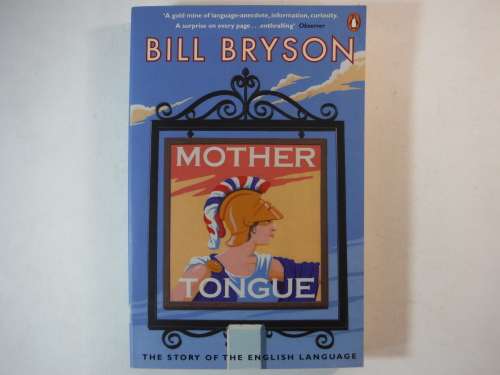 'A gold mine of language-anecdote, information, curiosity.
A surprise on every page . . . enthralling' Observer
BILL BRYSON
MOTHER
TONGUE
THE STORY OF THE ENGLISH LANGUAGE